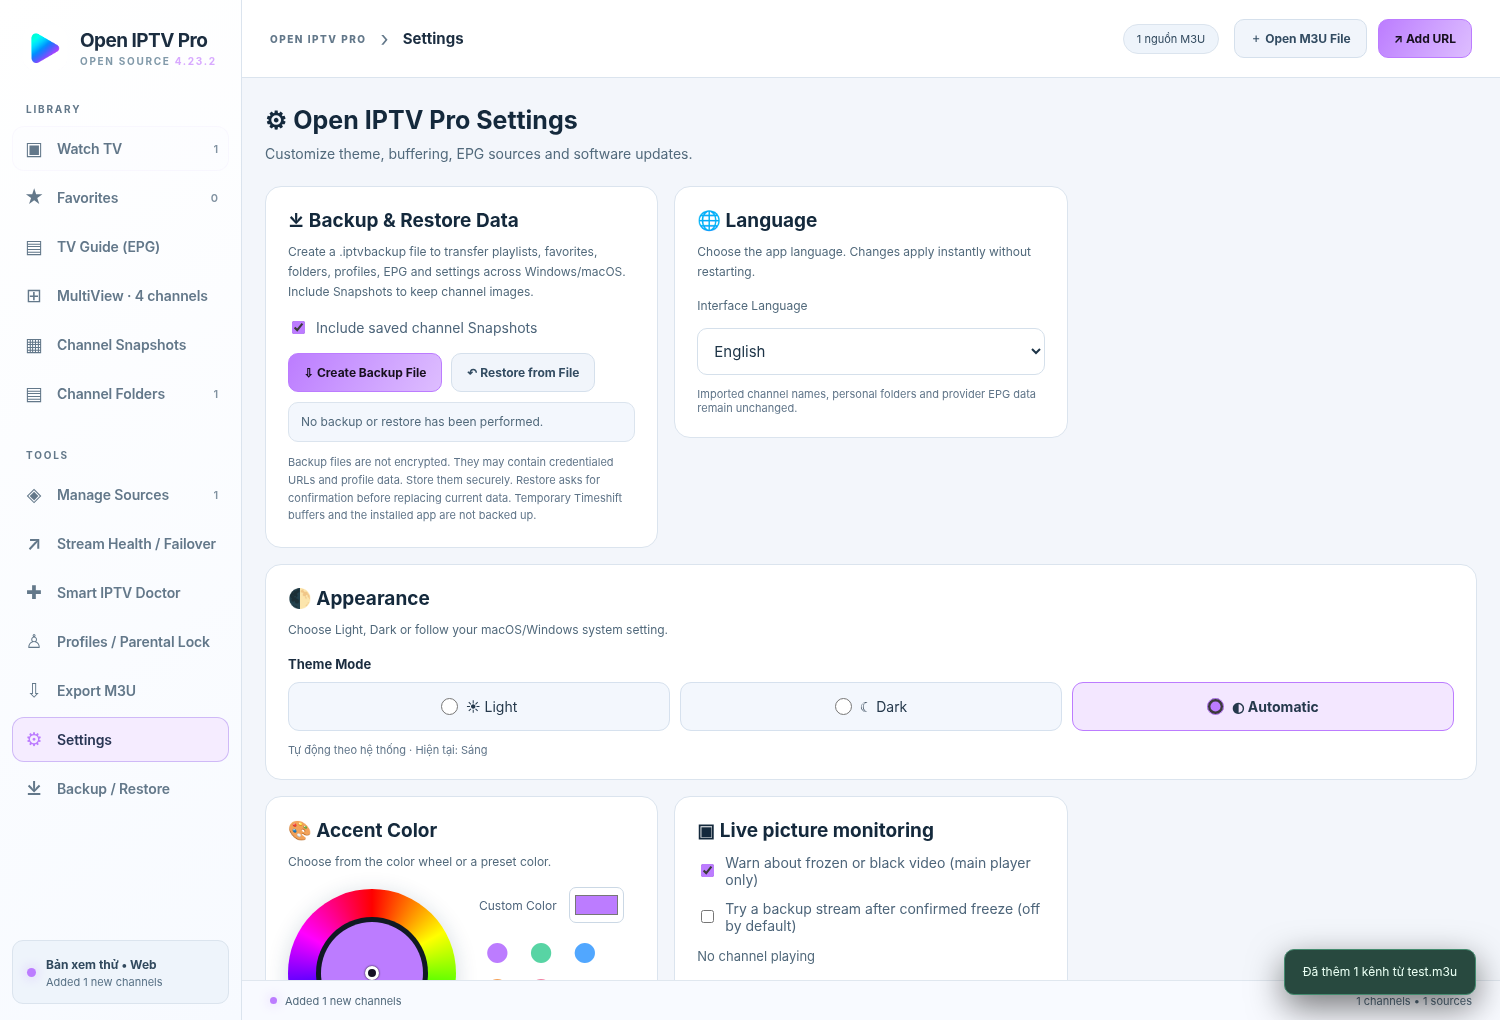 Open IPTV Pro
OPEN SOURCE 4.23.2
LIBRARY
Watch TV 1
Favorites 0
TV Guide (EPG)
MultiView · 4 channels
Channel Snapshots
Channel Folders 1
TOOLS
Manage Sources 1
Stream Health / Failover
Smart IPTV Doctor
Profiles / Parental Lock
Export M3U
Settings
Backup / Restore
Bản xem thử • Web
Added 1 new channels
OPEN IPTV PRO › Settings
1 nguồn M3U
+ Open M3U File
↗ Add URL
⚙ Open IPTV Pro Settings
Customize theme, buffering, EPG sources and software updates.
Backup & Restore Data
Create a .iptvbackup file to transfer playlists, favorites,
folders, profiles, EPG and settings across Windows/macOS.
Include Snapshots to keep channel images.
Include saved channel Snapshots
⇩ Create Backup File
↶ Restore from File
No backup or restore has been performed.
Backup files are not encrypted. They may contain credentialed
URLs and profile data. Store them securely. Restore asks for
confirmation before replacing current data. Temporary Timeshift
buffers and the installed app are not backed up.
🌐 Language
Choose the app language. Changes apply instantly without
restarting.
Interface Language
English
Imported channel names, personal folders and provider EPG data
remain unchanged.
🌓 Appearance
Choose Light, Dark or follow your macOS/Windows system setting.
Theme Mode
☀ Light
☾ Dark
◐ Automatic
Tự động theo hệ thống · Hiện tại: Sáng
🎨 Accent Color
Choose from the color wheel or a preset color.
Custom Color
▣ Live picture monitoring
Warn about frozen or black video (main player
only)
Try a backup stream after confirmed freeze (off
by default)
No channel playing
Đã thêm 1 kênh từ test.m3u
Added 1 new channels
1 channels • 1 sources